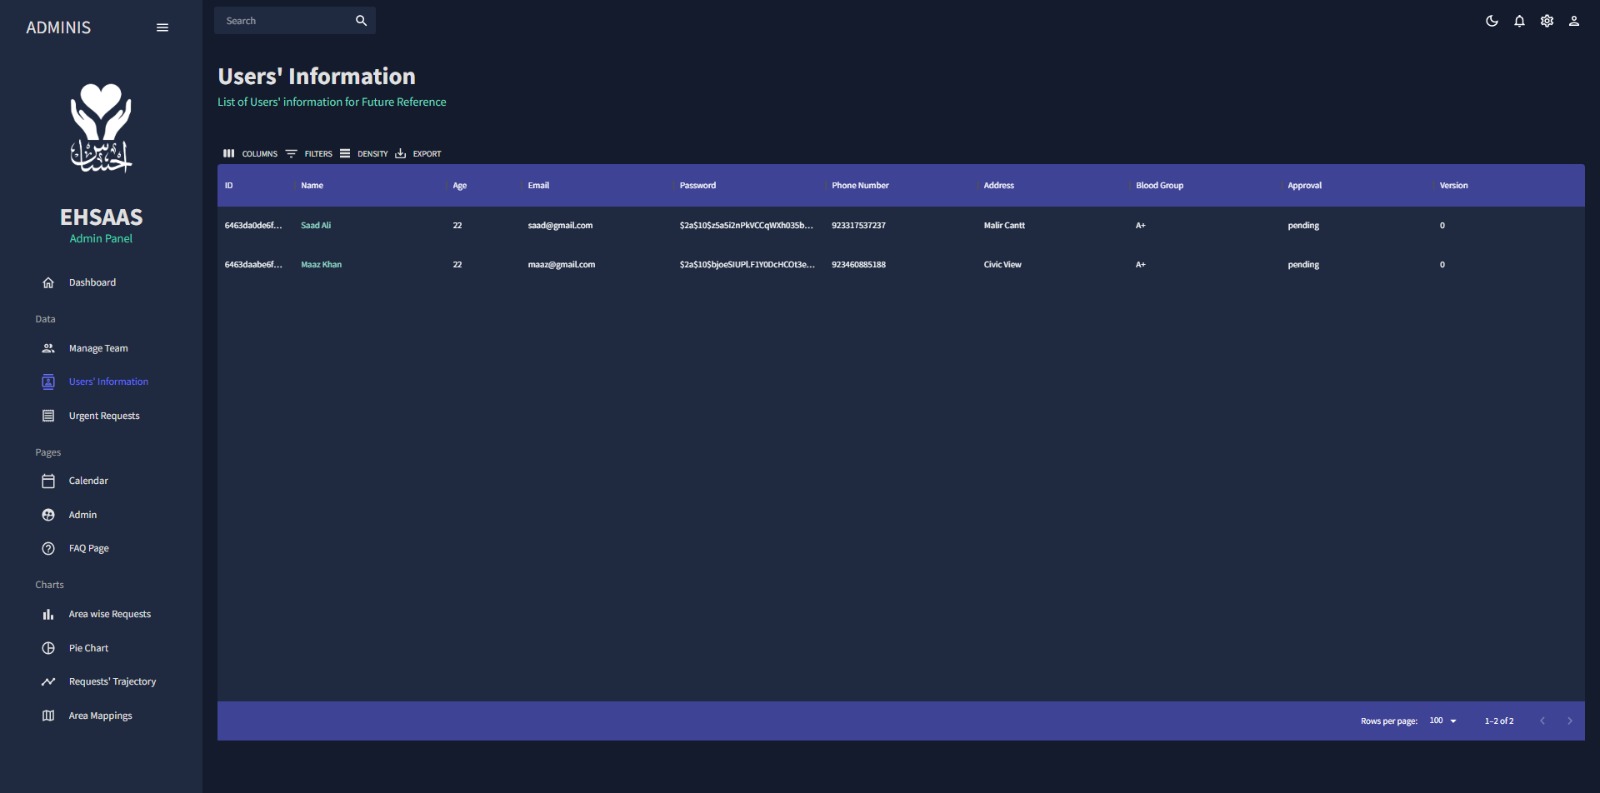 ADMINIS
Search
احساس
EHSAAS
Admin Panel
Dashboard
Data
Manage Team
Users' Information
Urgent Requests
Pages
Calendar
Admin
FAQ Page
Charts
Area wise Requests
Pie Chart
Requests' Trajectory
Area Mappings
Users' Information
List of Users' information for Future Reference
COLUMNS FILTERS DENSITY EXPORT
ID Name Age Email Password Phone Number Address Blood Group Approval Version
6463da0de6f... Saad Ali 22 saad@gmail.com $2a$10$z5a5i2nPkVCCqWXh035b... 923317537237 Malir Cantt A+ pending 0
6463daabe6f... Maaz Khan 22 maaz@gmail.com $2a$10$bjoeSIUPl.F1Y0DcHCOt3e... 923460885188 Civic View A+ pending 0
Rows per page: 100 1–2 of 2